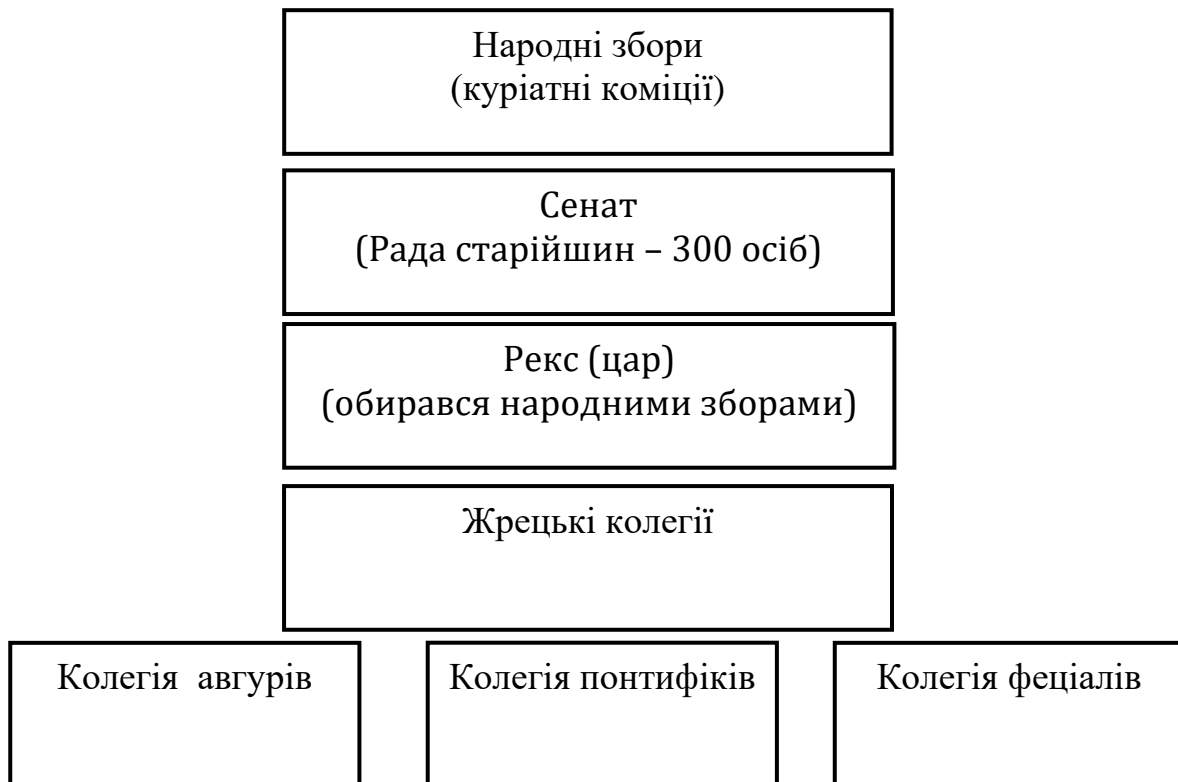 Народні збори
(куріатні коміції)
Сенат
(Рада старійшин – 300 осіб)
Рекс (цар)
(обирався народними зборами)
Жрецькі колегії
Колегія авгурів
Колегія понтифіків
Колегія феціалів